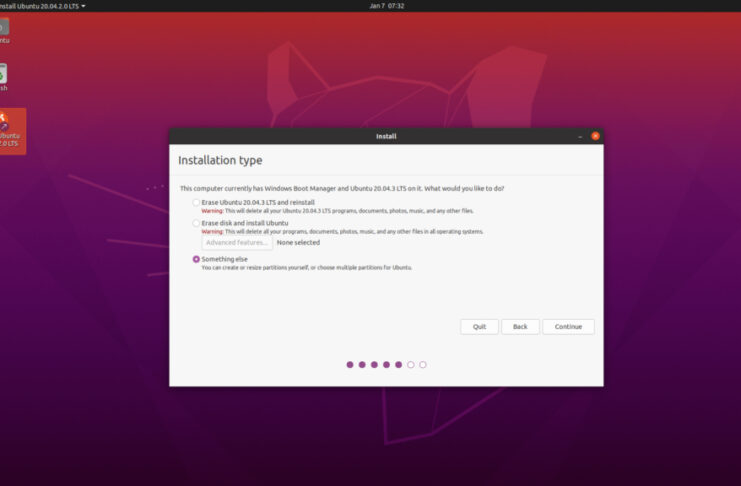 nstall Ubuntu 20.04.2.0 LTS
Jan 7 07:32
Install
Installation type
This computer currently has Windows Boot Manager and Ubuntu 20.04.3 LTS on it. What would you like to do?
Erase Ubuntu 20.04.3 LTS and reinstall
Warning: This will delete all your Ubuntu 20.04.3 LTS programs, documents, photos, music, and any other files.
Erase disk and install Ubuntu
Warning: This will delete all your programs, documents, photos, music, and any other files in all operating systems.
Advanced features... None selected
Something else
You can create or resize partitions yourself, or choose multiple partitions for Ubuntu.
Quit Back Continue
ntu
sh
buntu
.0 LTS